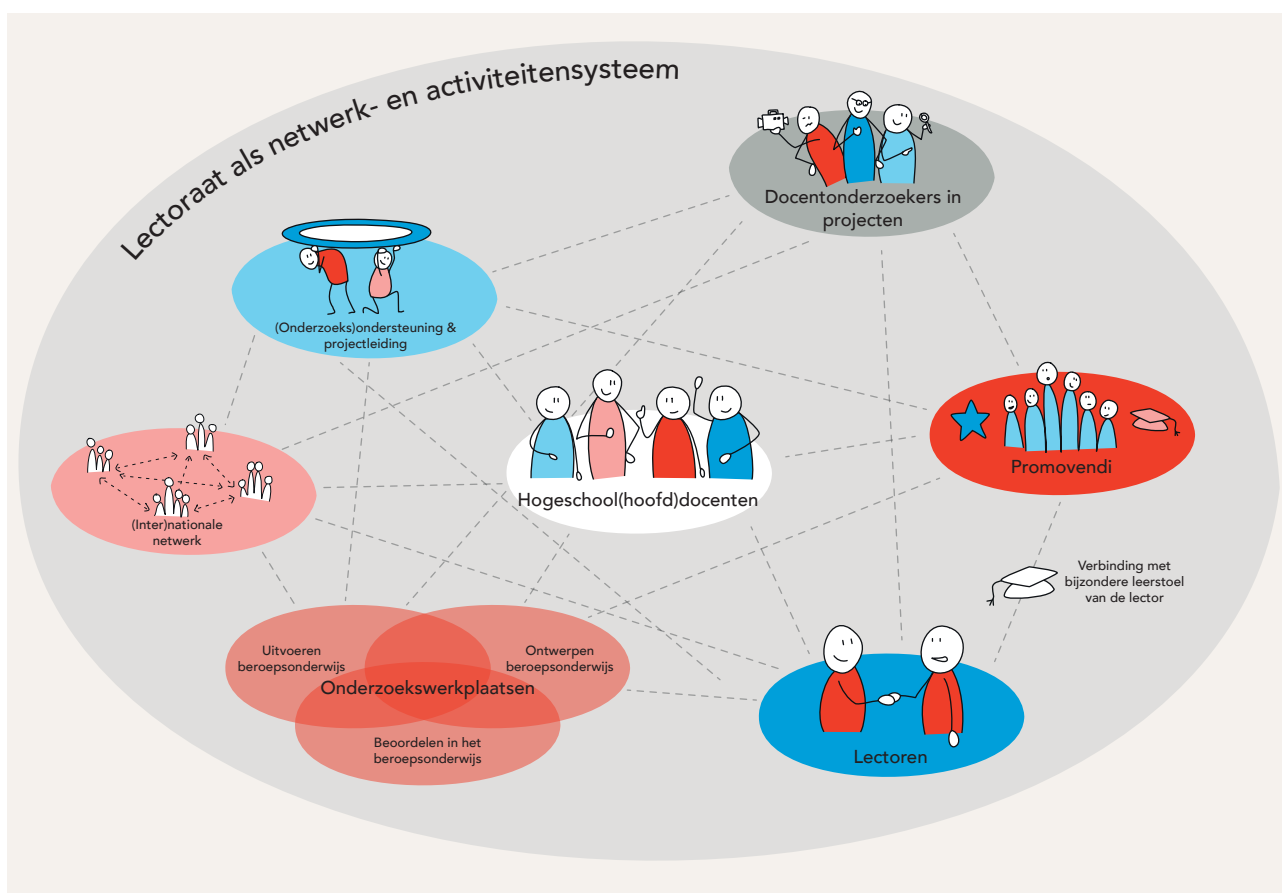 Lectoraat als netwerk- en activiteitensysteem
Docentonderzoekers in
projecten
(Onderzoeks)ondersteuning &
projectleiding
Promovendi
Hogeschool(hoofd)docenten
(Inter)nationale
netwerk
Verbinding met
bijzondere leerstoel
van de lector
Uitvoeren
beroepsonderwijs
Ontwerpen
beroepsonderwijs
Onderzoekswerkplaatsen
Beoordelen in het
beroepsonderwijs
Lectoren